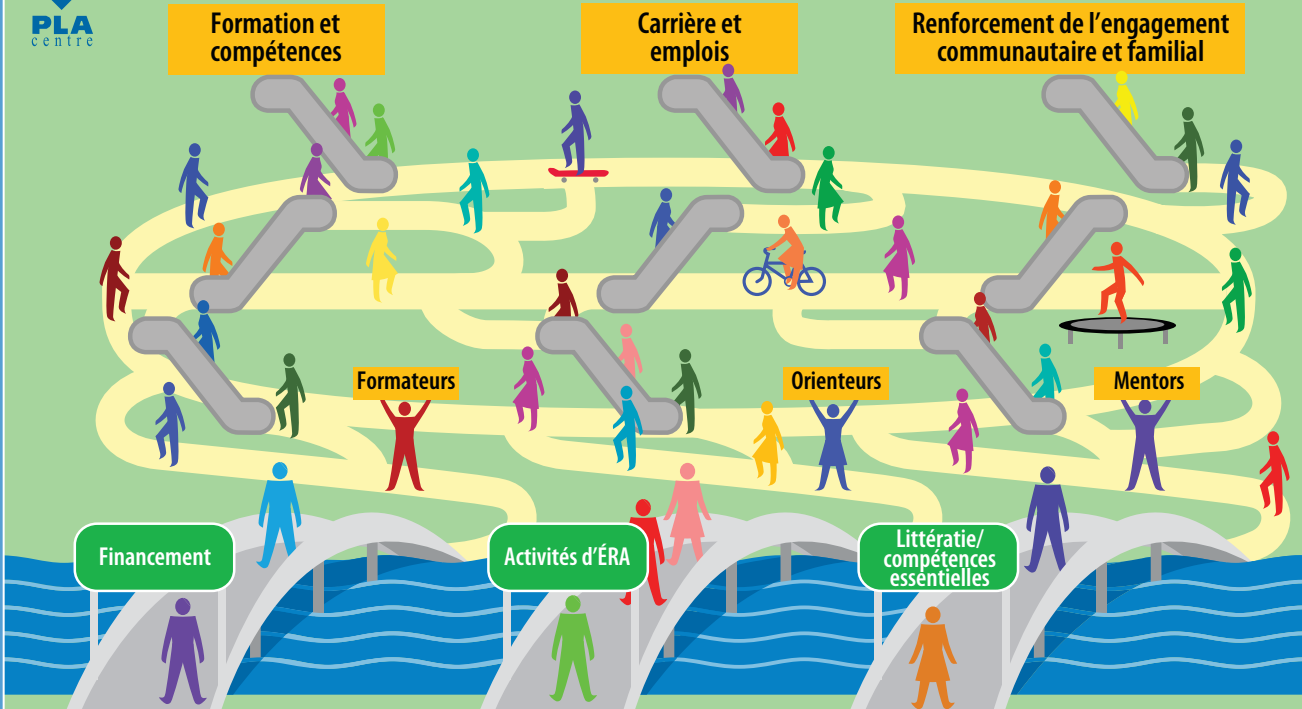 PLA
centre
Formation et
compétences
Carrière et
emplois
Renforcement de l'engagement
communautaire et familial
Formateurs
Orienteurs
Mentors
Financement
Activités d'ÉRA
Littératie/
compétences
essentielles